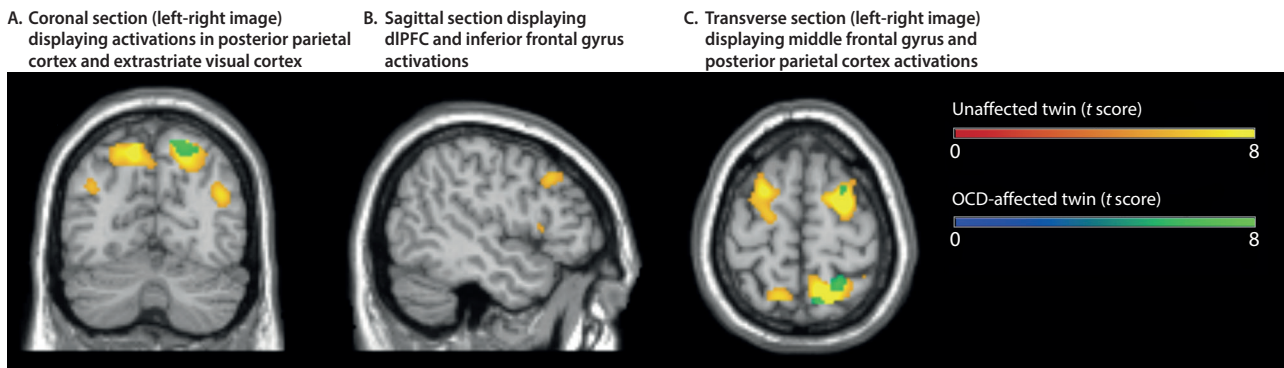 A. Coronal section (left-right image)
displaying activations in posterior parietal
cortex and extrastriate visual cortex
B. Sagittal section displaying
dlPFC and inferior frontal gyrus
activations
C. Transverse section (left-right image)
displaying middle frontal gyrus and
posterior parietal cortex activations
Unaffected twin (t score)
0 8
OCD-affected twin (t score)
0 8